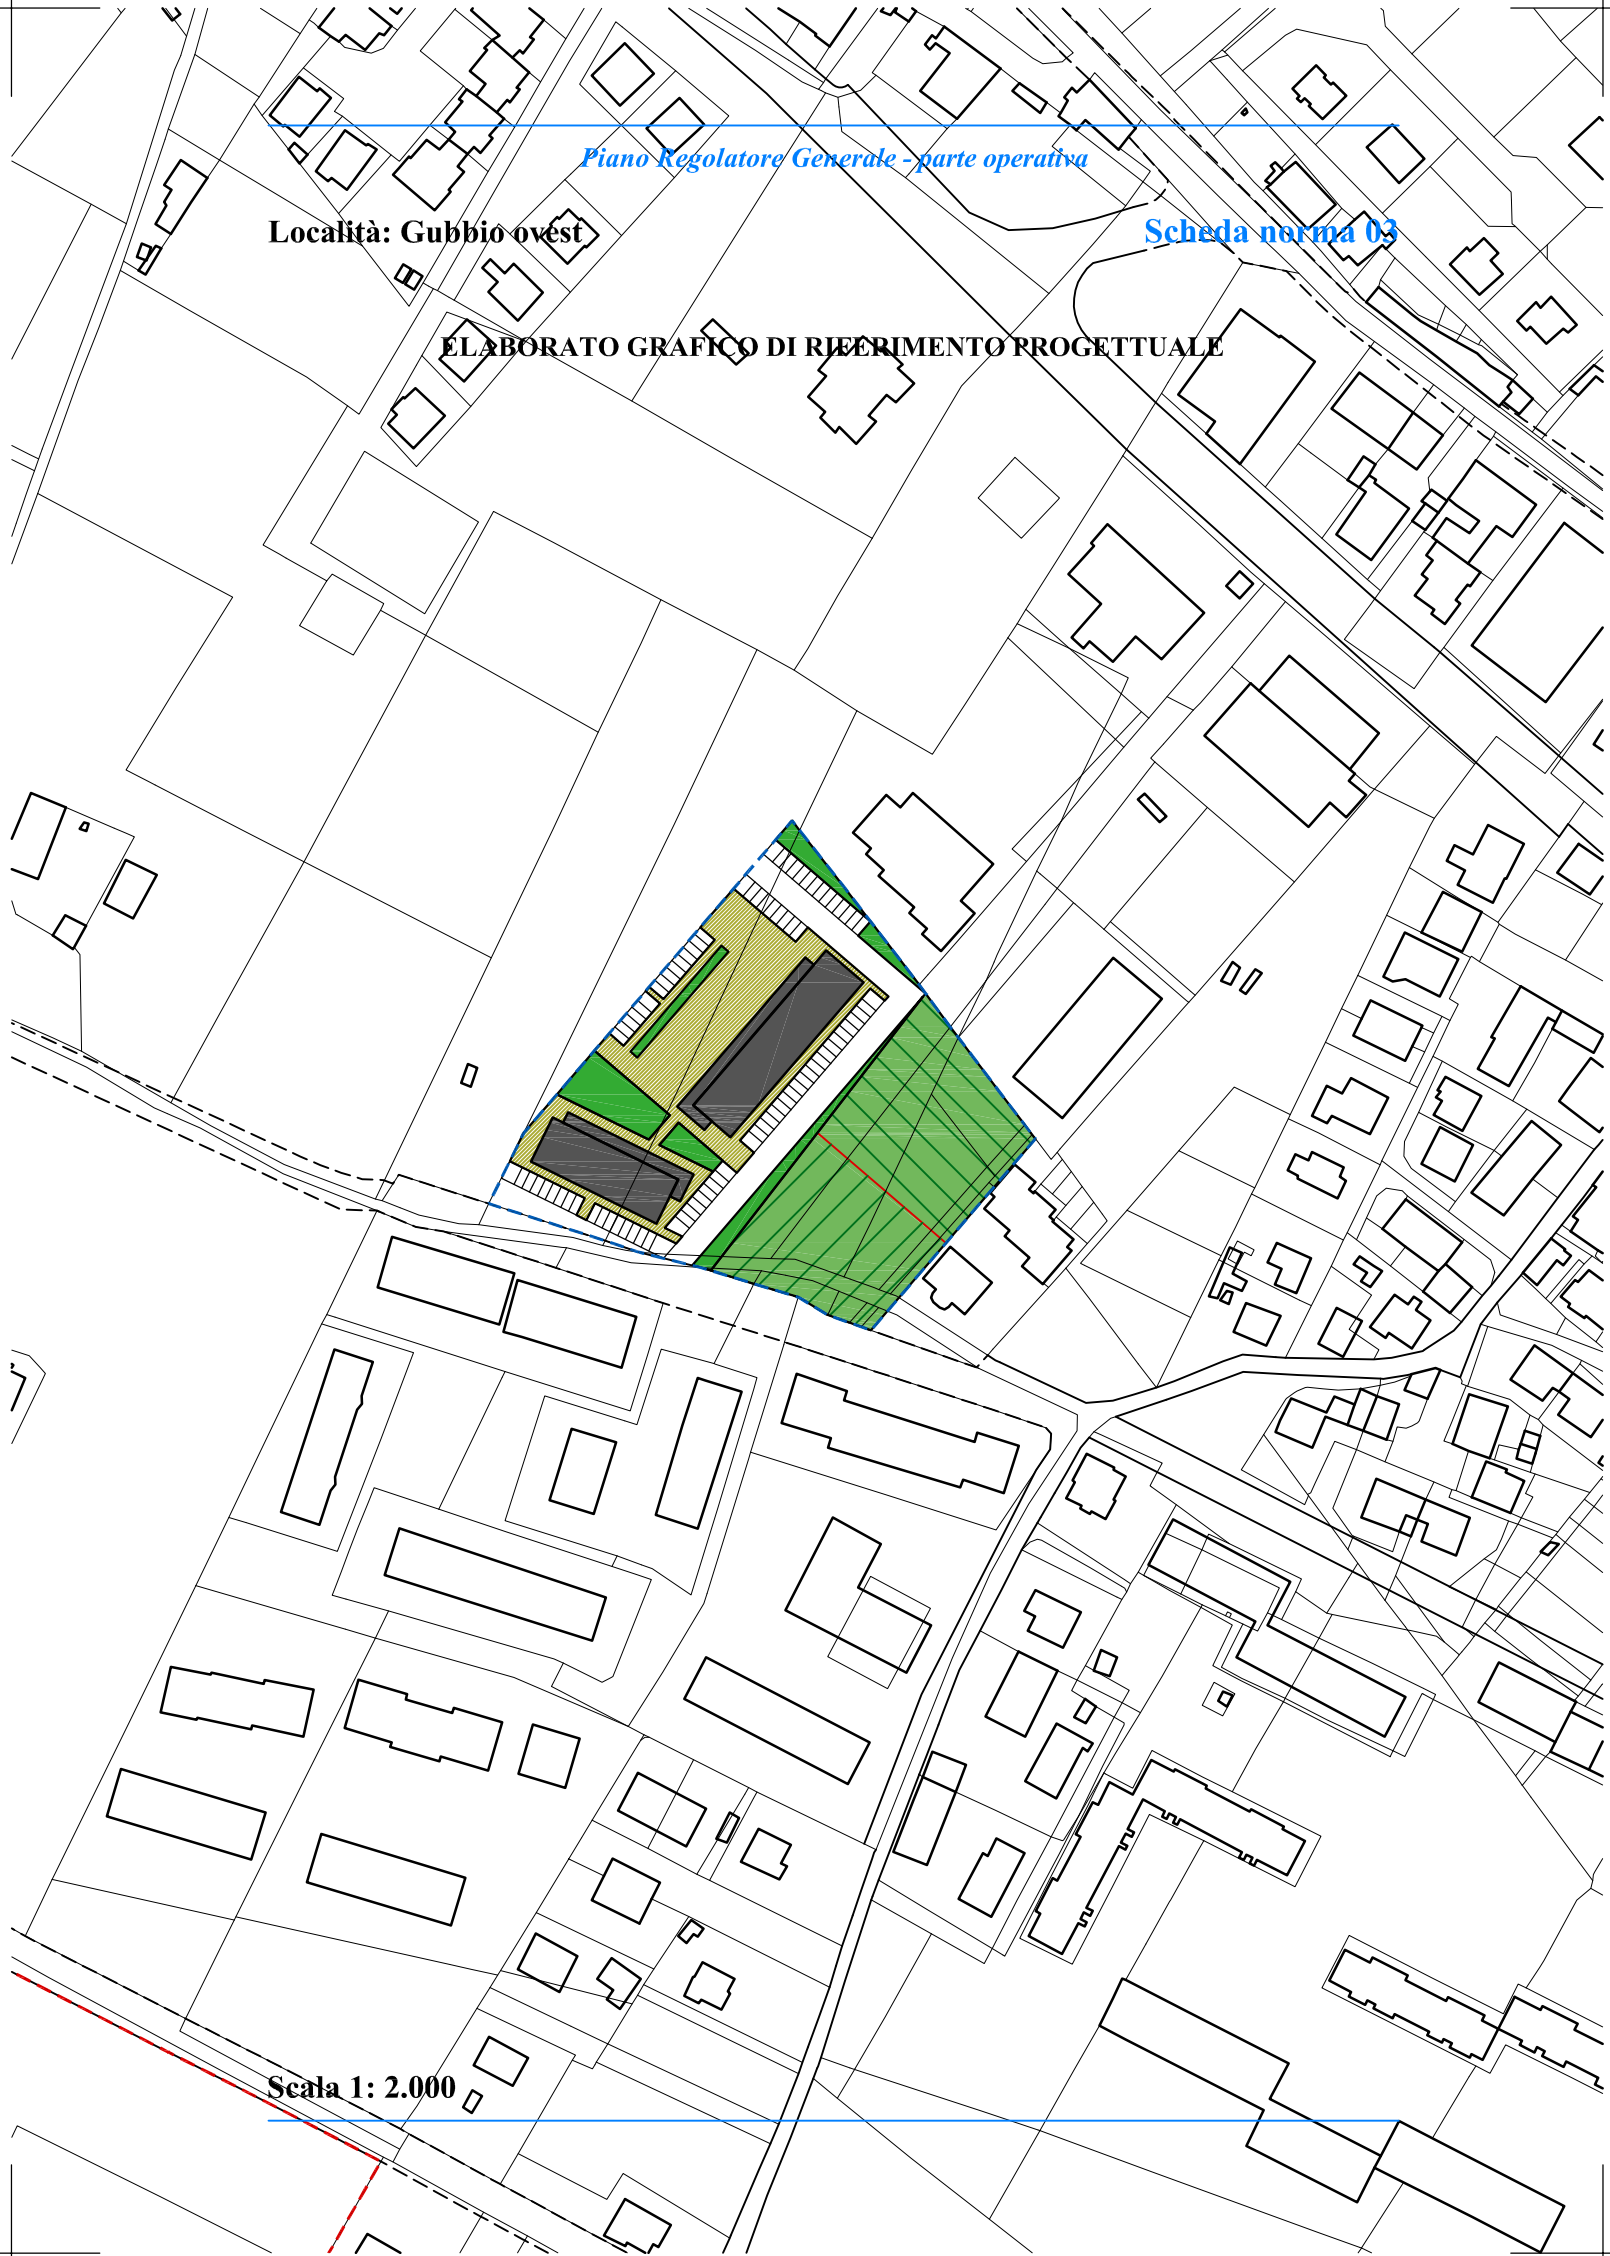 Piano Regolatore Generale - parte operativa
Località: Gubbio ovest
Scheda norma 03
ELABORATO GRAFICO DI RIFERIMENTO PROGETTUALE
Scala 1: 2.000